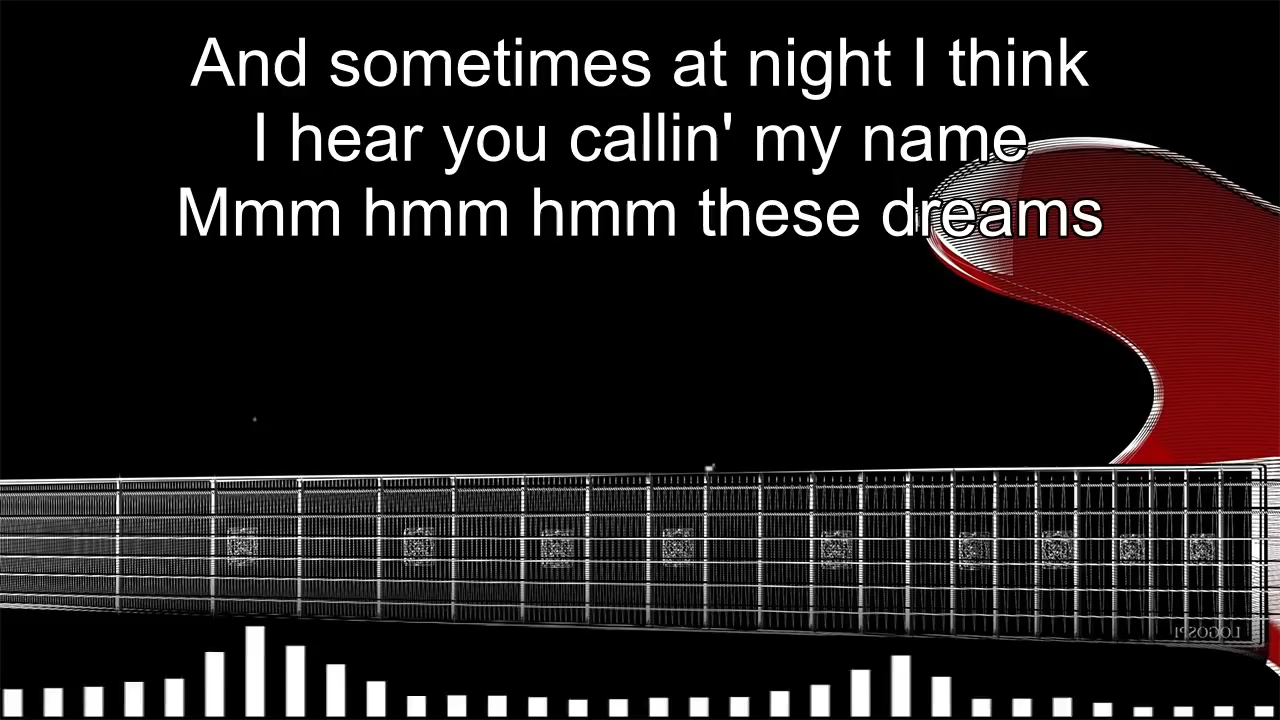 And sometimes at night I think
I hear you callin' my name
Mmm hmm hmm these dreams